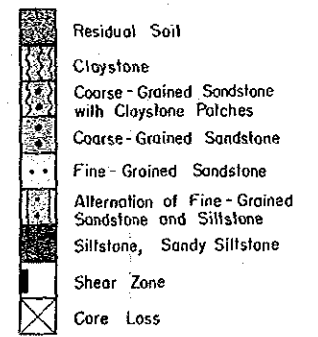 Residual Soil
Claystone
Coarse-Grained Sandstone
with Claystone Patches
Coarse-Grained Sandstone
Fine-Grained Sandstone
Alternation of Fine-Grained
Sandstone and Siltstone
Siltstone, Sandy Siltstone
Shear Zone
Core Loss